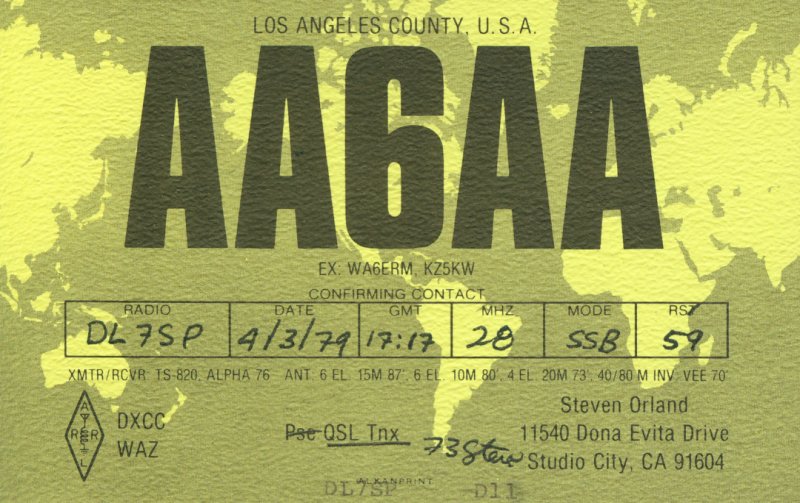 LOS ANGELES COUNTY, U.S.A.
AA6AA
EX: WA6ERM, KZ5KW
CONFIRMING CONTACT
RADIO DATE GMT MHZ MODE RST
DL7SP 4/3/79 17:17 28 SSB 59
XMTR/RCVR: TS-820, ALPHA 76 ANT. 6 EL. 15M 87', 6 EL. 10M 80', 4 EL. 20M 73', 40/80 M INV. VEE 70'
ARRL
DXCC
WAZ
Pse QSL Tnx
73 Steve
Steven Orland
11540 Dona Evita Drive
Studio City, CA 91604
ALXANPRINT
DL7SP D11